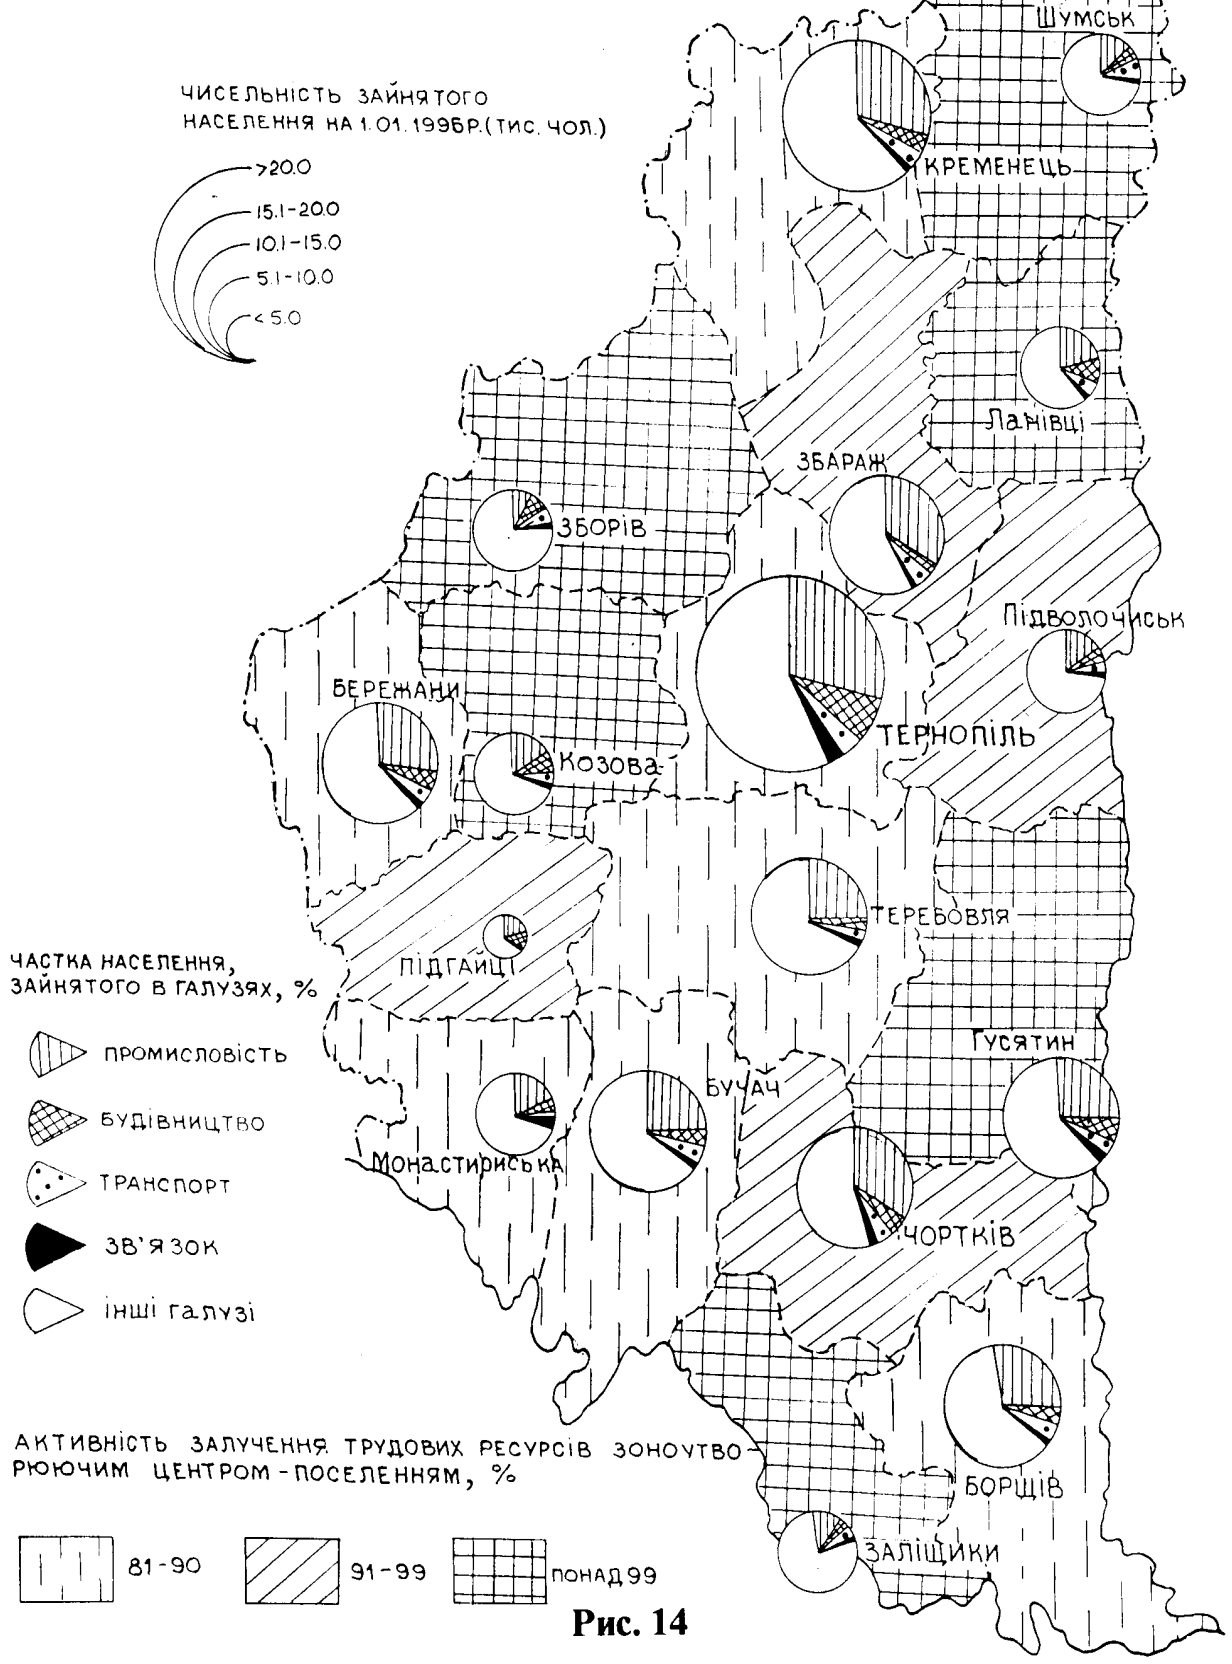 ШУМСЬК
ЧИСЕЛЬНІСТЬ ЗАЙНЯТОГО
НАСЕЛЕННЯ НА 1.01.1996Р.(ТИС. ЧОЛ.)
>20.0
15.1-20.0
10.1-15.0
5.1-10.0
<5.0
КРЕМЕНЕЦЬ
Ланівці
ЗБАРАЖ
ЗБОРІВ
ПІДВОЛОЧИСЬК
БЕРЕЖАНИ
ТЕРНОПІЛЬ
КОЗОВА
ТЕРЕБОВЛЯ
ПІДГАЙЦІ
ЧАСТКА НАСЕЛЕННЯ,
ЗАЙНЯТОГО В ГАЛУЗЯХ, %
ПРОМИСЛОВІСТЬ
БУДІВНИЦТВО
ТРАНСПОРТ
ЗВ'ЯЗОК
ІНШІ ГАЛУЗІ
ГУСЯТИН
БУЧАЧ
МОНАСТИРИСЬКА
ЧОРТКІВ
БОРЩІВ
АКТИВНІСТЬ ЗАЛУЧЕННЯ ТРУДОВИХ РЕСУРСІВ ЗОНОУТВО-
РЮЮЧИМ ЦЕНТРОМ-ПОСЕЛЕННЯМ, %
ЗАЛІЩИКИ
81-90
91-99
ПОНАД 99
Рис. 14